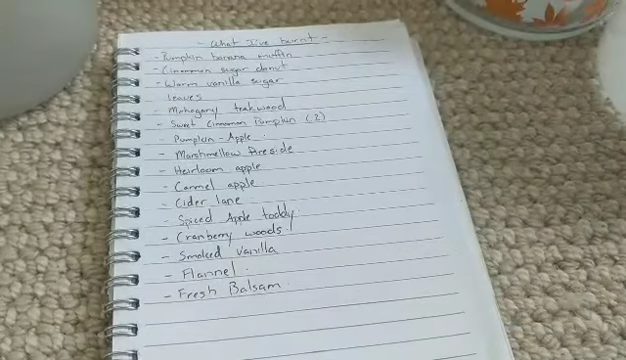 - What I've burnt -
- Pumpkin banana muffin
- Cinnamon sugar donut
- Warm vanilla sugar
- leaves
- Mahogany teakwood
- Sweet Cinnamon Pumpkin (2)
- Pumpkin - Apple
- Marshmellow fireside
- Heirloom apple
- Carmel apple
- Cider lane
- Spiced Apple toddy
- Cranberry woods
- Smoked Vanilla
- Flannel
- Fresh Balsam